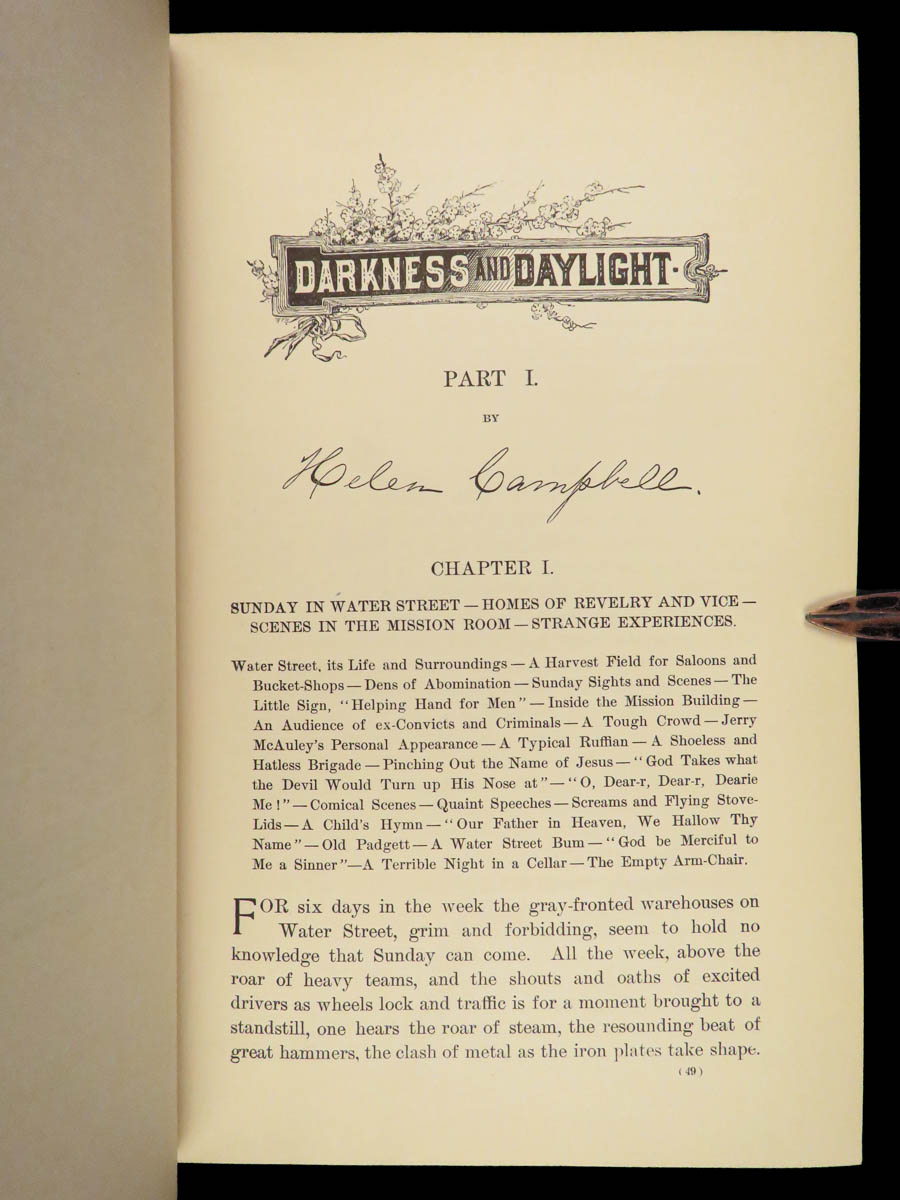 DARKNESS AND DAYLIGHT
PART I.
BY
Helen Campbell.
CHAPTER I.
SUNDAY IN WATER STREET — HOMES OF REVELRY AND VICE —
SCENES IN THE MISSION ROOM — STRANGE EXPERIENCES.
Water Street, its Life and Surroundings — A Harvest Field for Saloons and
Bucket-Shops — Dens of Abomination — Sunday Sights and Scenes — The
Little Sign, "Helping Hand for Men" — Inside the Mission Building —
An Audience of ex-Convicts and Criminals — A Tough Crowd — Jerry
McAuley's Personal Appearance — A Typical Ruffian — A Shoeless and
Hatless Brigade — Pinching Out the Name of Jesus — "God Takes what
the Devil Would Turn up His Nose at" — "O, Dear-r, Dear-r, Dearie
Me!" — Comical Scenes — Quaint Speeches — Screams and Flying Stove-
Lids — A Child's Hymn — "Our Father in Heaven, We Hallow Thy
Name" — Old Padgett — A Water Street Bum — "God be Merciful to
Me a Sinner"—A Terrible Night in a Cellar — The Empty Arm-Chair.
FOR six days in the week the gray-fronted warehouses on
Water Street, grim and forbidding, seem to hold no
knowledge that Sunday can come. All the week, above the
roar of heavy teams, and the shouts and oaths of excited
drivers as wheels lock and traffic is for a moment brought to a
standstill, one hears the roar of steam, the resounding beat of
great hammers, the clash of metal as the iron plates take shape.
(49)